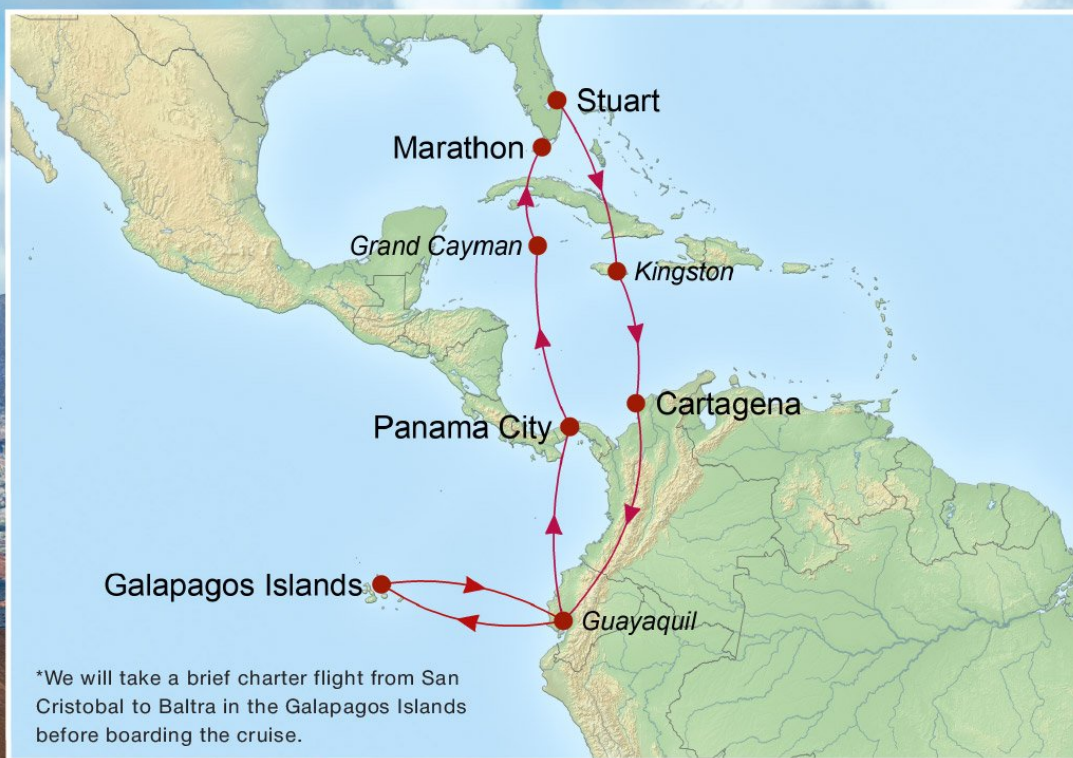 Stuart
Marathon
Grand Cayman
Kingston
Cartagena
Panama City
Galapagos Islands
Guayaquil
*We will take a brief charter flight from San
Cristobal to Baltra in the Galapagos Islands
before boarding the cruise.